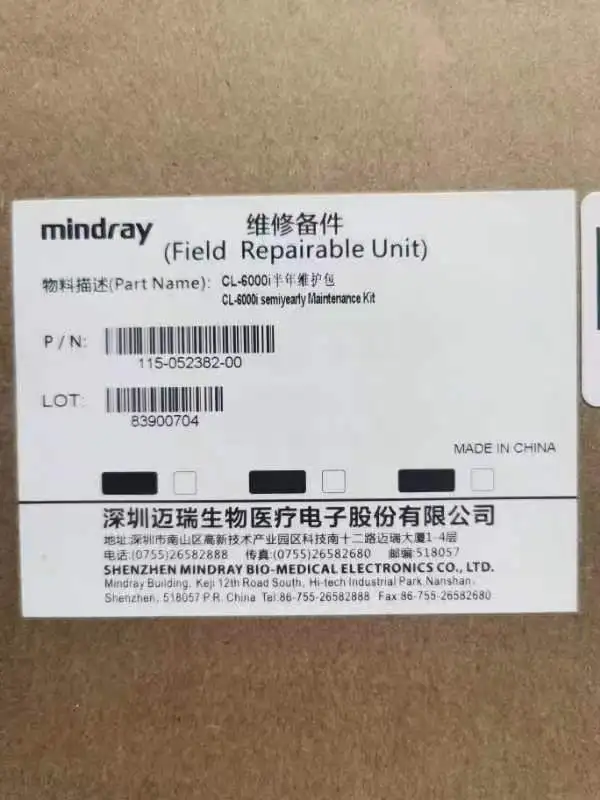 mindray
维修备件
(Field Repairable Unit)
物料描述(Part Name): CL-6000i半年维护包
CL-6000i semiyearly Maintenance Kit
P/N:
115-052382-00
LOT:
83900704
MADE IN CHINA
深圳迈瑞生物医疗电子股份有限公司
地址:深圳市南山区高新技术产业园区科技南十二路迈瑞大厦1-4层
电话:(0755)26582888 传真:(0755)26582680 邮编:518057
SHENZHEN MINDRAY BIO-MEDICAL ELECTRONICS CO., LTD.
Mindray Building, Keji 12th Road South, Hi-tech Industrial Park Nanshan,
Shenzhen, 518057 P.R. China Tel:86-755-26582888 Fax:86-755-26582680